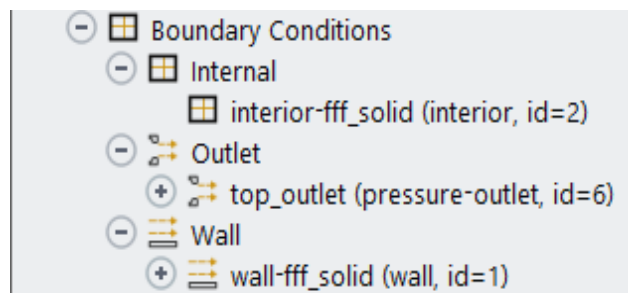 Boundary Conditions
Internal
interior-fff_solid (interior, id=2)
Outlet
top_outlet (pressure-outlet, id=6)
Wall
wall-fff_solid (wall, id=1)